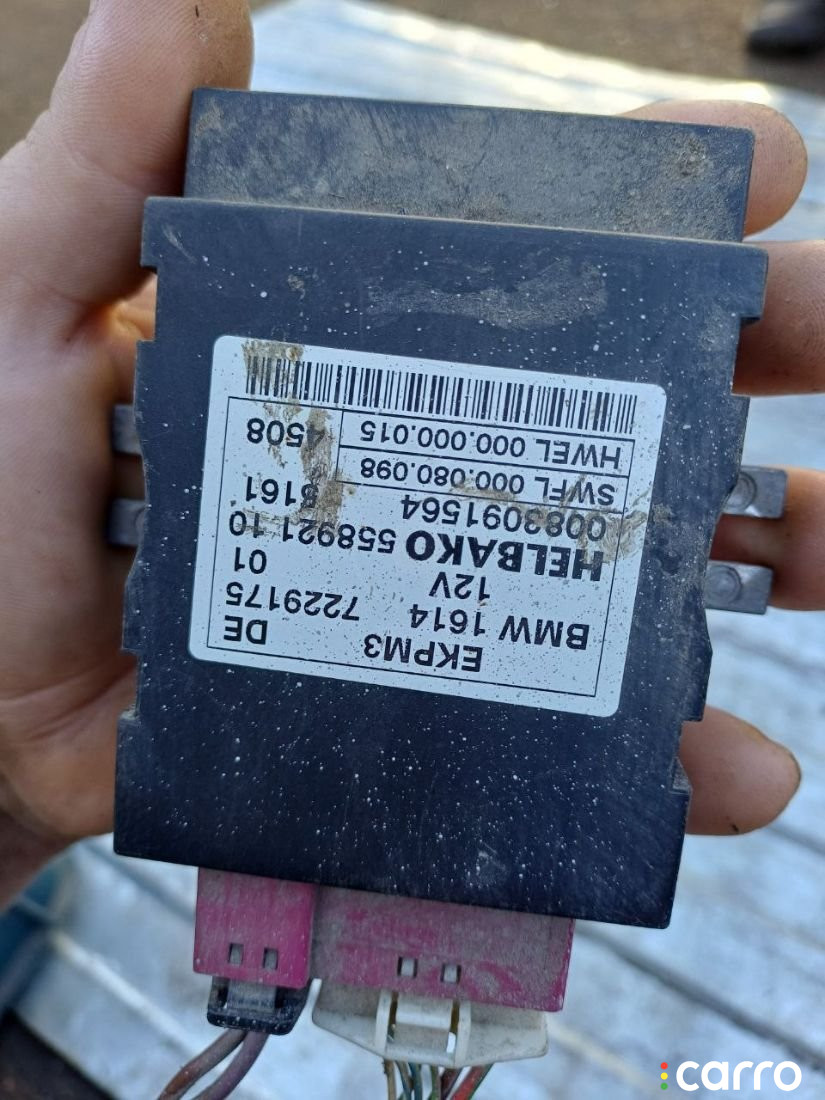 EKPM3 DE
BMW 1614 7229175
12V 01
HELBAKO 558921 10
0083091564 8161
SWFL 000.080.098
HWEL 000.000.015 4508
carro